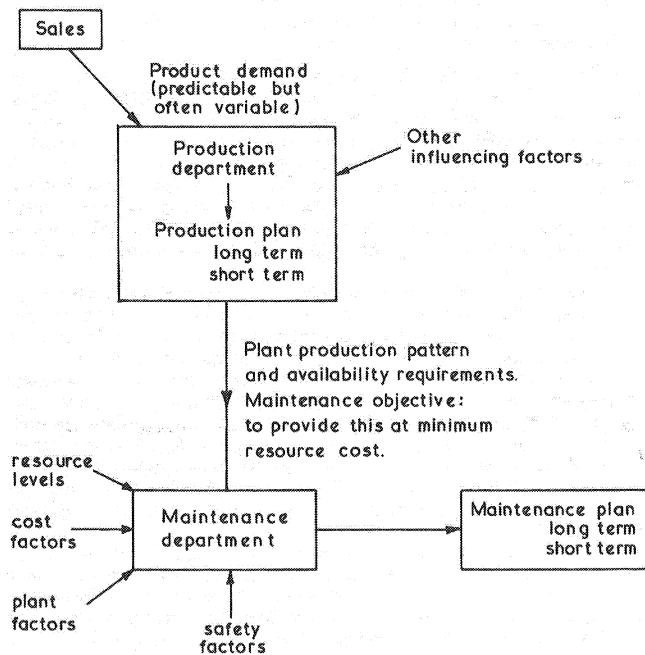 Sales
Product demand
(predictable but
often variable)
Other
influencing factors
Production
department
Production plan
long term
short term
Plant production pattern
and availability requirements.
Maintenance objective:
to provide this at minimum
resource cost.
resource
levels
cost
factors
plant
factors
safety
factors
Maintenance
department
Maintenance plan
long term
short term